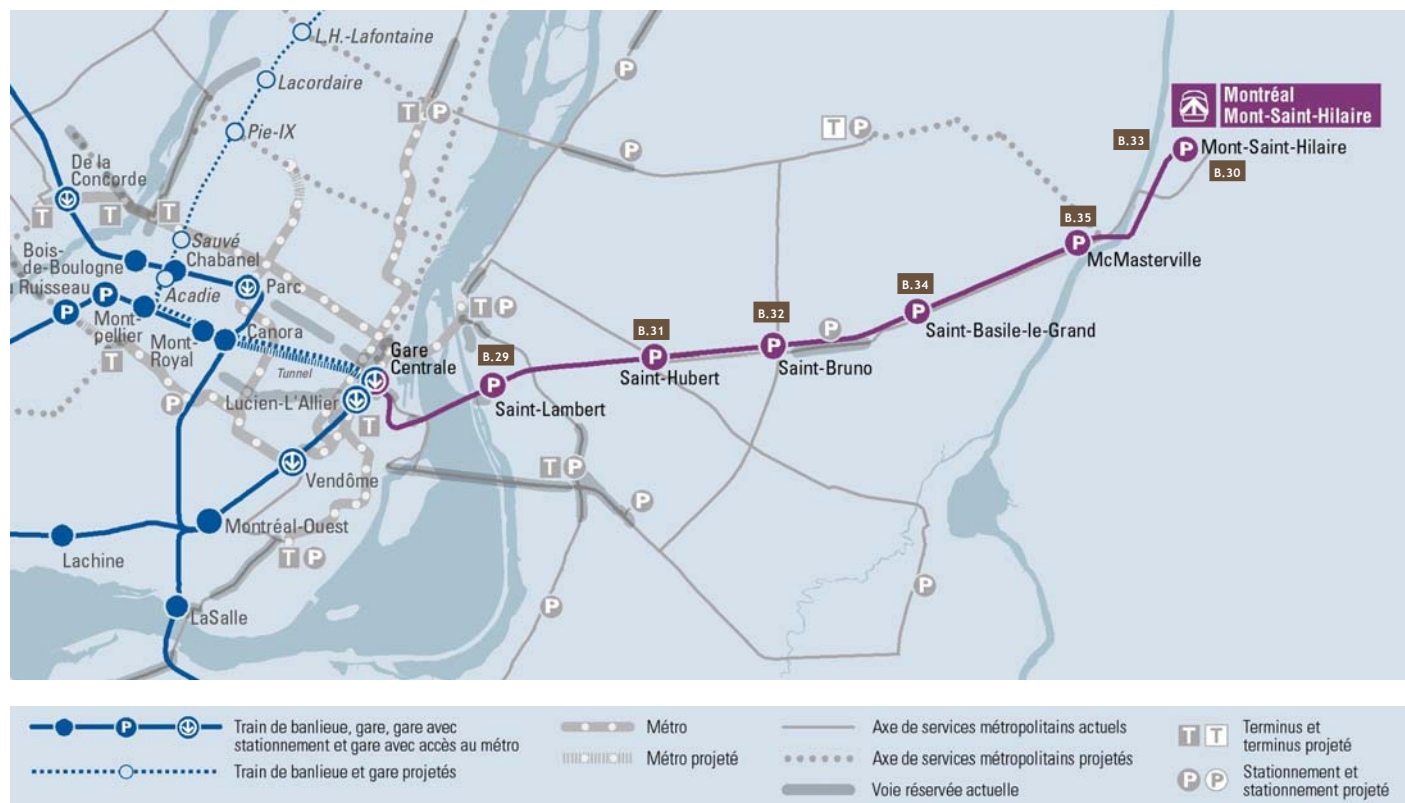 L.H.-Lafontaine
Lacordaire
Pie-IX
De la
Concorde
T
T
T
T P
P
P
T P
Montréal
Mont-Saint-Hilaire
B.33
P
Mont-Saint-Hilaire
B.30
B.35
P
McMasterville
Sauvé
Chabanel
Bois-
de-Boulogne
Ruisseau
Acadie
Parc
P
P
Mont-
pellier
Mont-
Royal
Canora
Tunnel
T
P
Gare
Centrale
Lucien-L'Allier
T
T P
B.29
P
Saint-Lambert
B.31
P
Saint-Hubert
B.32
P
Saint-Bruno
P
B.34
P
Saint-Basile-le-Grand
Vendôme
Montréal-Ouest
Lachine
LaSalle
T P
T P
P
P
P
P
Train de banlieue, gare, gare avec
stationnement et gare avec accès au métro
Train de banlieue et gare projetés
Métro
Métro projeté
Axe de services métropolitains actuels
Axe de services métropolitains projetés
Voie réservée actuelle
T T
Terminus et
terminus projeté
P P
Stationnement et
stationnement projeté